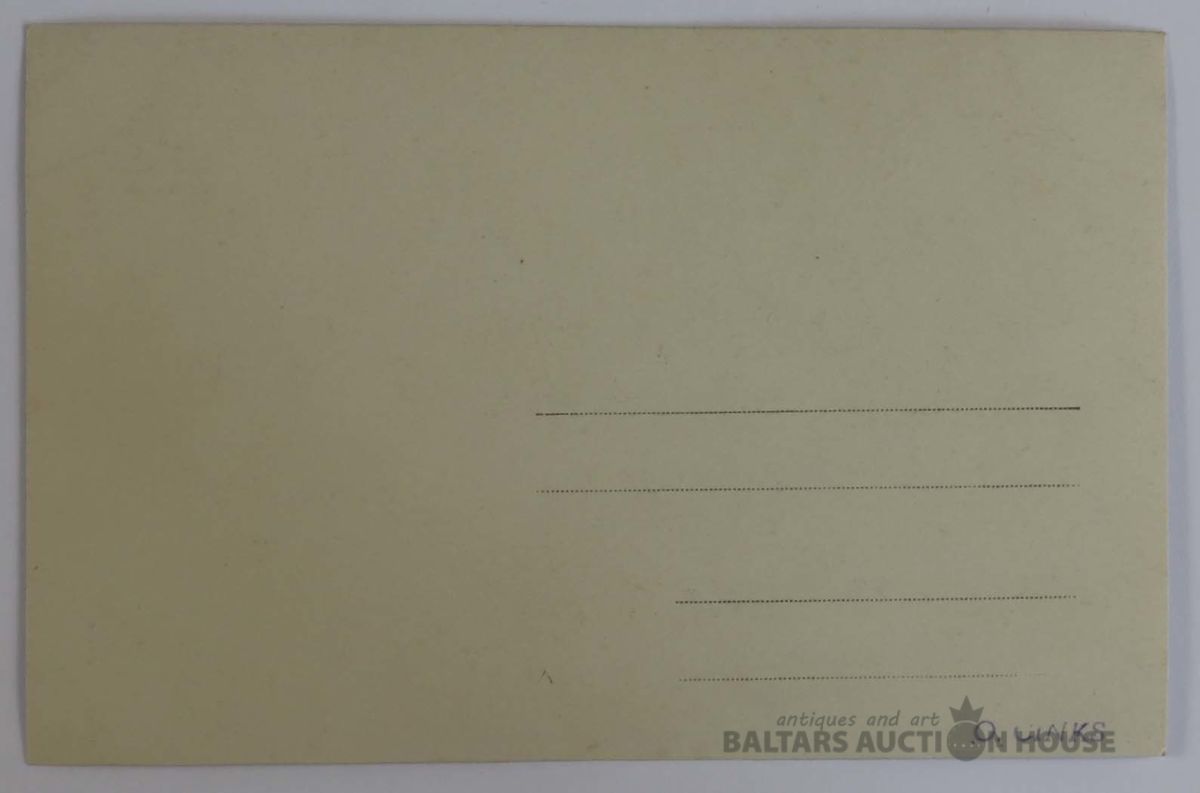 antiques and art
BALTARS AUCTION HOUSE